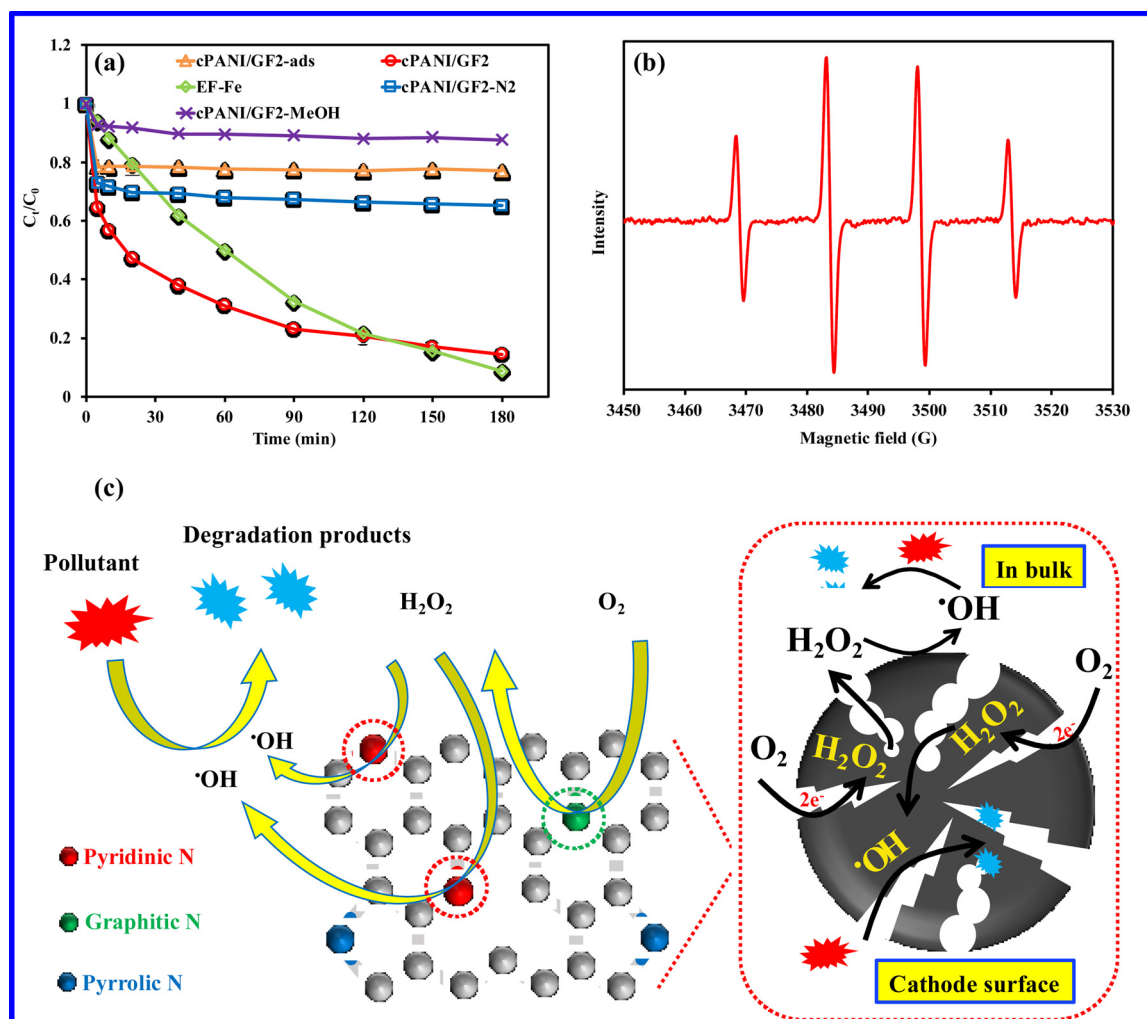 (a)
cPANI/GF2-ads
cPANI/GF2
EF-Fe
cPANI/GF2-N2
cPANI/GF2-MeOH
1.2
1
0.8
0.6
0.4
0.2
0
Cₜ/C₀
0 30 60 90 120 150 180
Time (min)
(b)
Intensity
3450 3460 3470 3480 3490 3500 3510 3520 3530
Magnetic field (G)
(c)
Pollutant
Degradation products
H₂O₂
O₂
·OH
·OH
Pyridinic N
Graphitic N
Pyrrolic N
In bulk
·OH
H₂O₂
O₂
O₂
H₂O₂
H₂O₂
2e⁻
2e⁻
·OH
Cathode surface